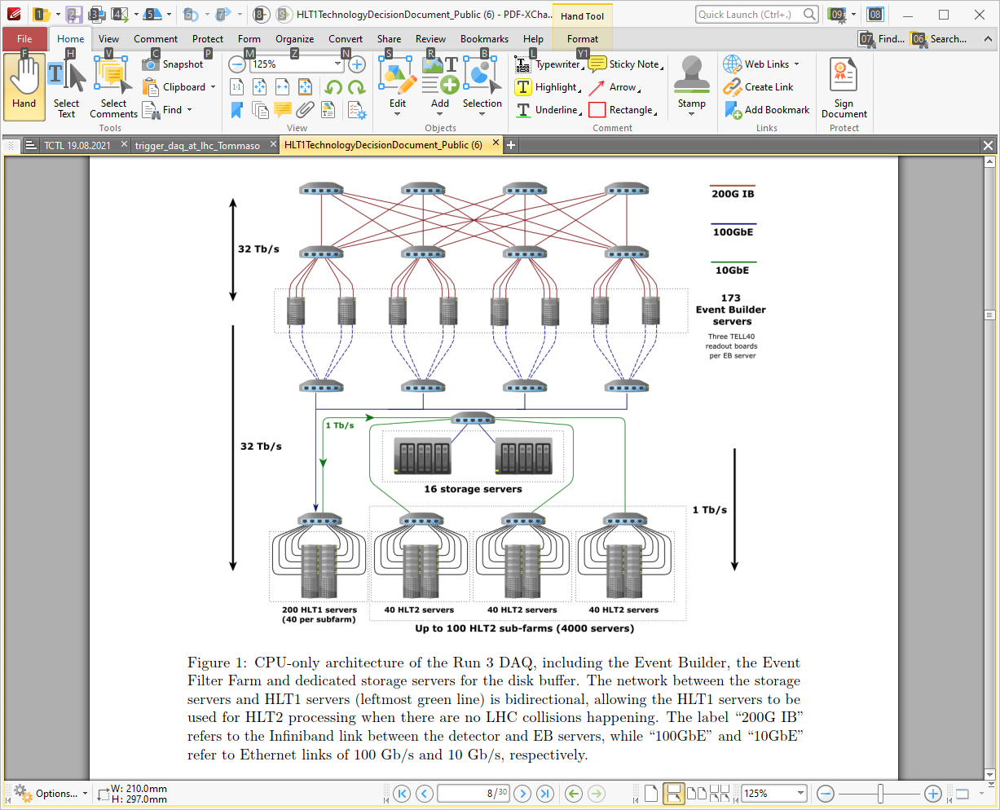 HLT1TechnologyDecisionDocument_Public (6) - PDF-XCha...
Hand Tool
Quick Launch (Ctrl+.)
1 2 3 4 5 6 7 8 9 09 08
File Home View Comment Protect Form Organize Convert Share Review Bookmarks Help Format
07 Find... 06 Search...
F H V C P M Z N S R B L Y1
Hand
Select Text
Select Comments
Snapshot
Clipboard
Find
Tools
125%
1:1
View
Edit
Add
Selection
Objects
Typewriter
Highlight
Underline
Sticky Note
Arrow
Rectangle
Stamp
Comment
Web Links
Create Link
Add Bookmark
Links
Sign Document
Protect
TCTL 19.08.2021
trigger_daq_at_lhc_Tommaso
HLT1TechnologyDecisionDocument_Public (6)
200G IB
100GbE
32 Tb/s
10GbE
173
Event Builder
servers
Three TELL40
readout boards
per EB server
1 Tb/s
32 Tb/s
16 storage servers
1 Tb/s
200 HLT1 servers
(40 per subfarm)
40 HLT2 servers
40 HLT2 servers
40 HLT2 servers
Up to 100 HLT2 sub-farms (4000 servers)
Figure 1: CPU-only architecture of the Run 3 DAQ, including the Event Builder, the Event
Filter Farm and dedicated storage servers for the disk buffer. The network between the storage
servers and HLT1 servers (leftmost green line) is bidirectional, allowing the HLT1 servers to be
used for HLT2 processing when there are no LHC collisions happening. The label “200G IB”
refers to the Infiniband link between the detector and EB servers, while “100GbE” and “10GbE”
refer to Ethernet links of 100 Gb/s and 10 Gb/s, respectively.
Options...
W: 210.0mm
H: 297.0mm
8/30
125%